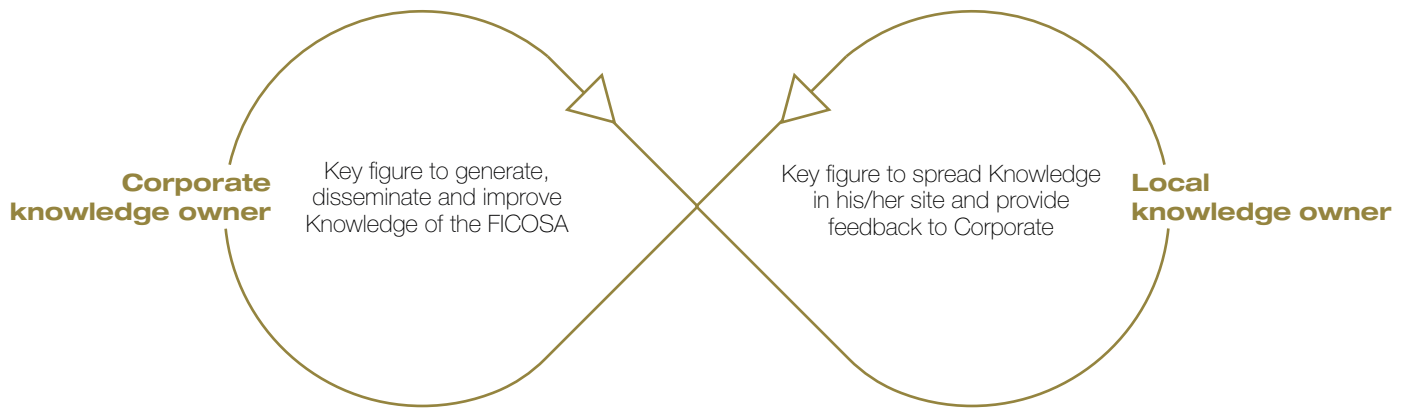 Corporate
knowledge owner
Key figure to generate,
disseminate and improve
Knowledge of the FICOSA
Key figure to spread Knowledge
in his/her site and provide
feedback to Corporate
Local
knowledge owner